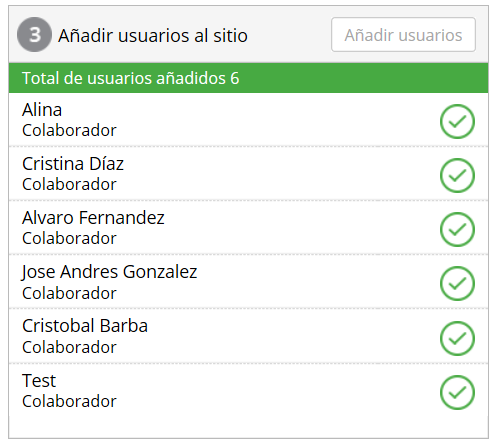 3 Añadir usuarios al sitio Añadir usuarios
Total de usuarios añadidos 6
Alina
Colaborador
Cristina Díaz
Colaborador
Alvaro Fernandez
Colaborador
Jose Andres Gonzalez
Colaborador
Cristobal Barba
Colaborador
Test
Colaborador